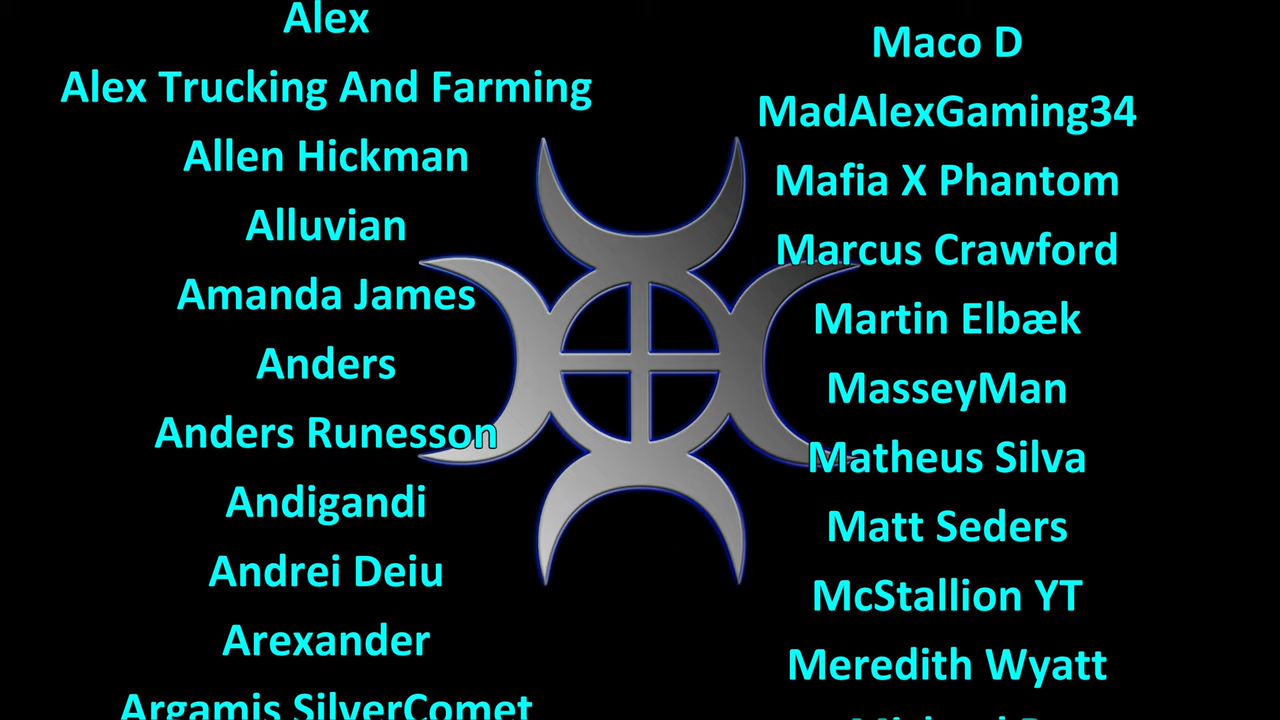 Alex
Alex Trucking And Farming
Allen Hickman
Alluvian
Amanda James
Anders
Anders Runesson
Andigandi
Andrei Deiu
Arexander
Argamis SilverComet
Maco D
MadAlexGaming34
Mafia X Phantom
Marcus Crawford
Martin Elbæk
MasseyMan
Matheus Silva
Matt Seders
McStallion YT
Meredith Wyatt